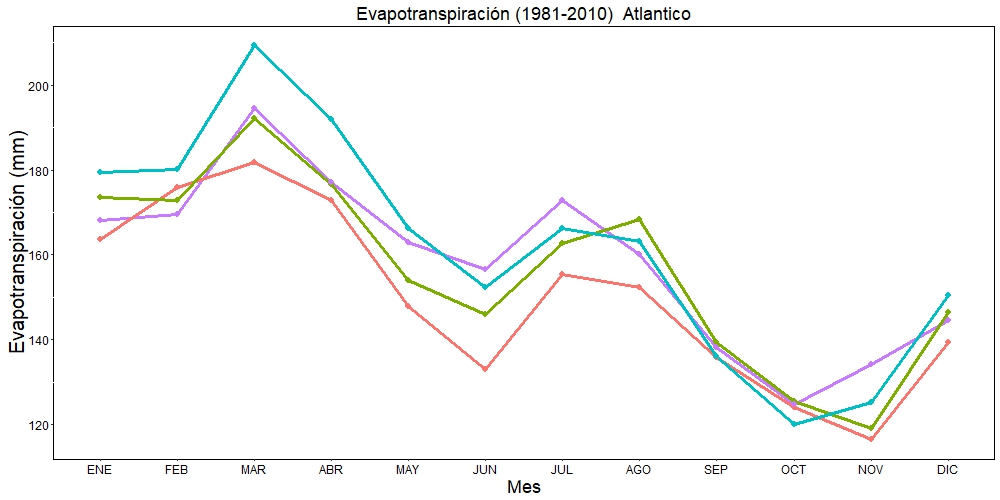 Evapotranspiración (1981-2010)  Atlantico
Evapotranspiración (mm)
200
180
160
140
120
ENE FEB MAR ABR MAY JUN JUL AGO SEP OCT NOV DIC
Mes